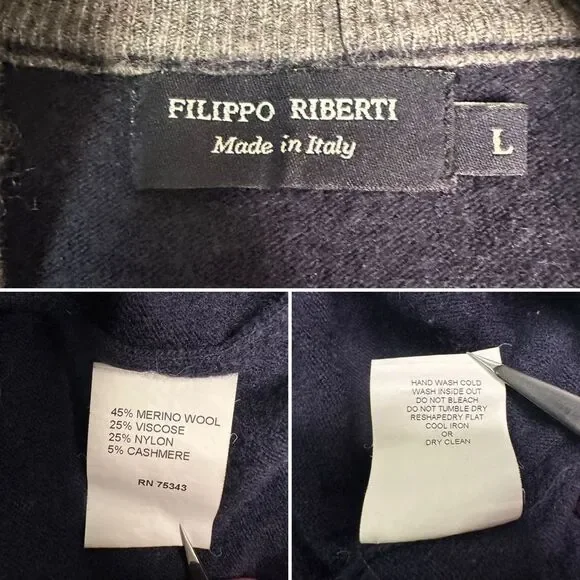 FILIPPO RIBERTI
Made in Italy
L
45% MERINO WOOL
25% VISCOSE
25% NYLON
5% CASHMERE
RN 75343
HAND WASH COLD
WASH INSIDE OUT
DO NOT BLEACH
DO NOT TUMBLE DRY
RESHAPEDRY FLAT
COOL IRON
OR
DRY CLEAN